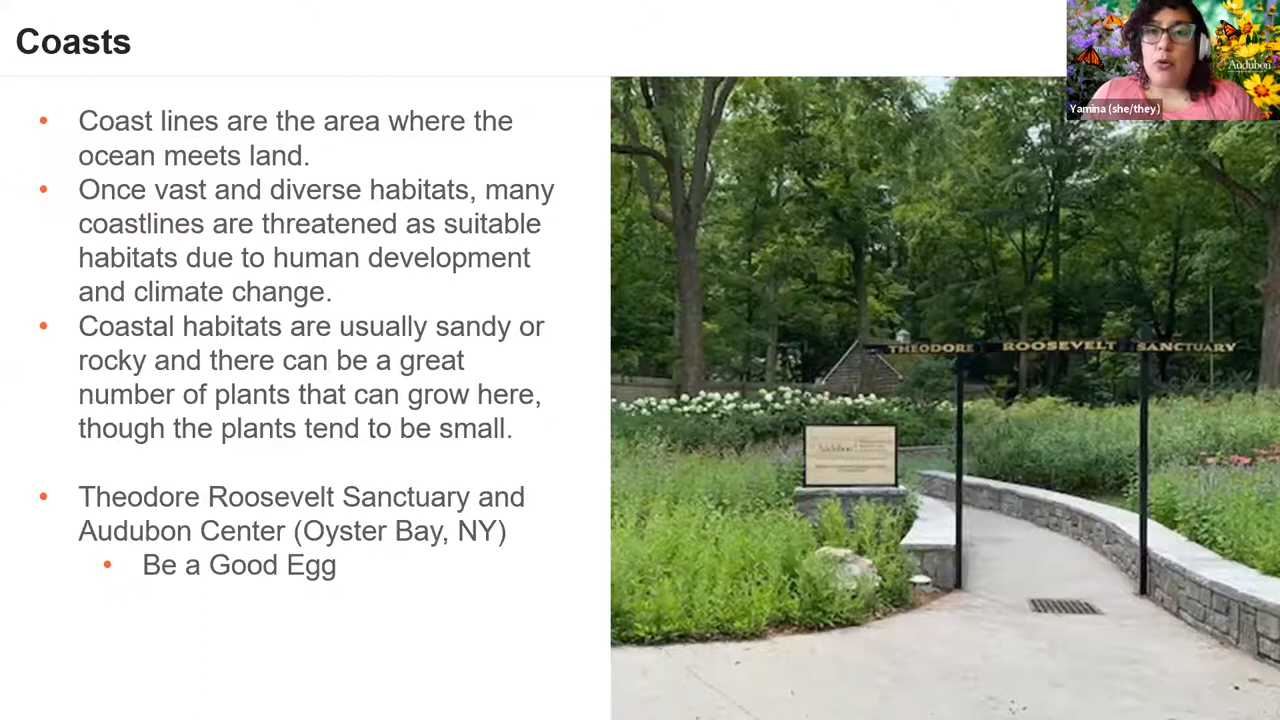 Coasts
Audubon
Yamina (she/they)
• Coast lines are the area where the
ocean meets land.
• Once vast and diverse habitats, many
coastlines are threatened as suitable
habitats due to human development
and climate change.
• Coastal habitats are usually sandy or
rocky and there can be a great
number of plants that can grow here,
though the plants tend to be small.
• Theodore Roosevelt Sanctuary and
Audubon Center (Oyster Bay, NY)
• Be a Good Egg
THEODORE ROOSEVELT SANCTUARY
Audubon